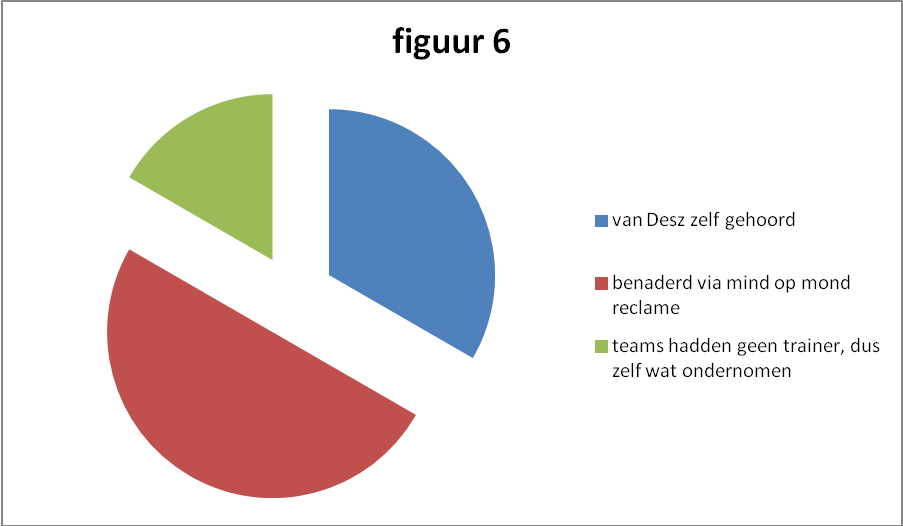 figuur 6
van Desz zelf gehoord
benaderd via mind op mond
reclame
teams hadden geen trainer, dus
zelf wat ondernomen